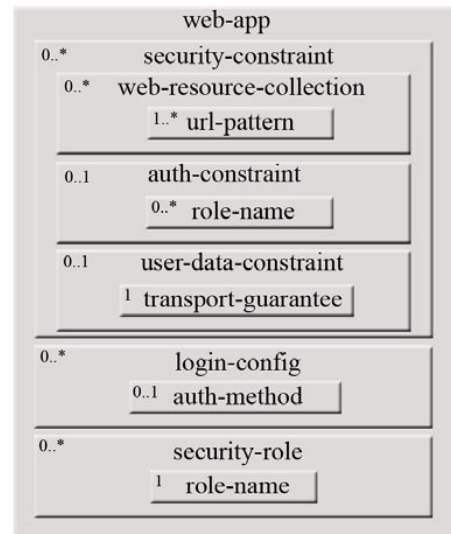 web-app
0..* security-constraint
0..* web-resource-collection
1..* url-pattern
0..1 auth-constraint
0..* role-name
0..1 user-data-constraint
1 transport-guarantee
0..* login-config
0..1 auth-method
0..* security-role
1 role-name